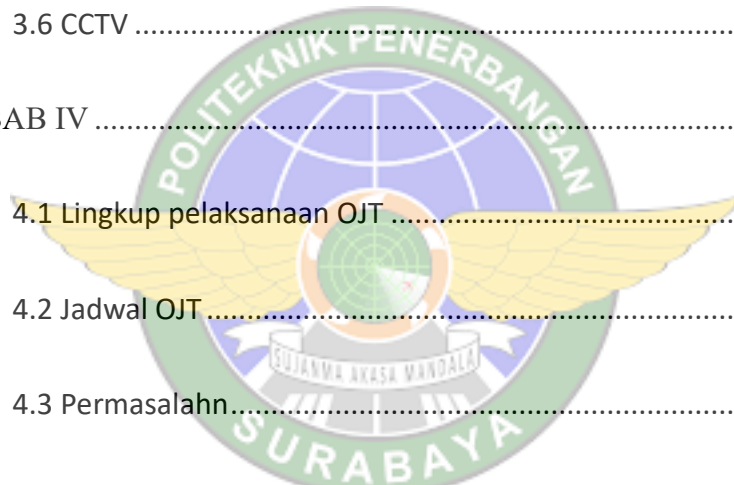 3.6 CCTV ................................................................................
POLITEKNIK PENERBANGAN
BAB IV ................................................................................
4.1 Lingkup pelaksanaan OJT ..............................................
4.2 Jadwal OJT ......................................................................
SUJANMA AKASA MANDALA
4.3 Permasalahn....................................................................
SURABAYA